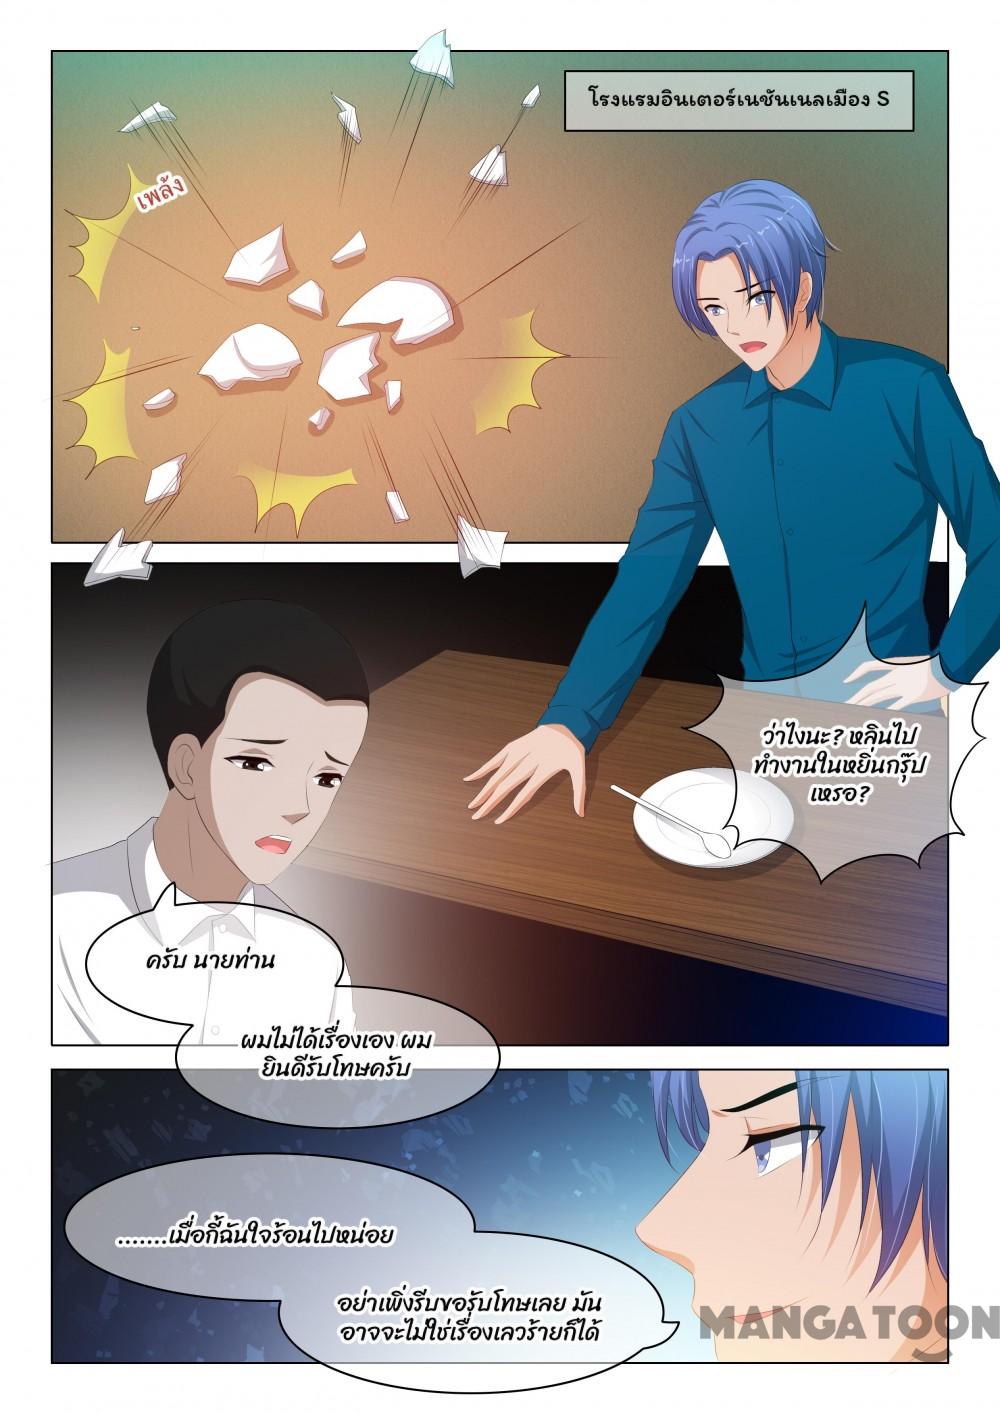 โรงแรมอินเตอร์เนชันเนลเมือง S
เพล้ง
ว่าไงนะ? หลินไป
ทำงานในหยิ่นกรุ๊ป
เหรอ?
ครับ นายท่าน
ผมไม่ได้เรื่องเอง ผม
ยินดีรับโทษครับ
.......เมื่อกี้ฉันใจร้อนไปหน่อย
อย่าเพิ่งรีบขอรับโทษเลย มัน
อาจจะไม่ใช่เรื่องเลวร้ายก็ได้
MANGATOON